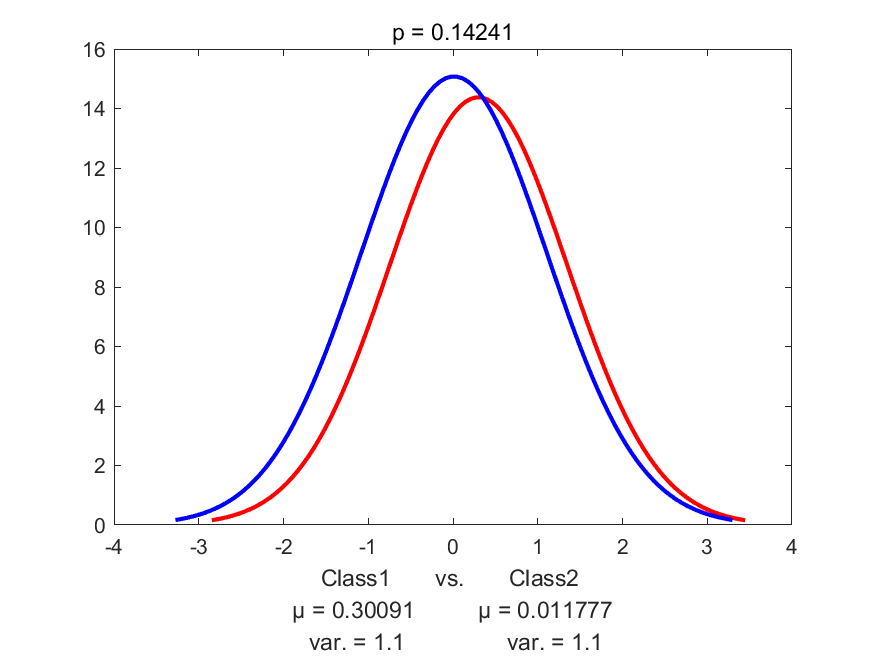 p = 0.14241
16
14
12
10
8
6
4
2
0
-4 -3 -2 -1 0 1 2 3 4
Class1 vs. Class2
μ = 0.30091 μ = 0.011777
var. = 1.1 var. = 1.1